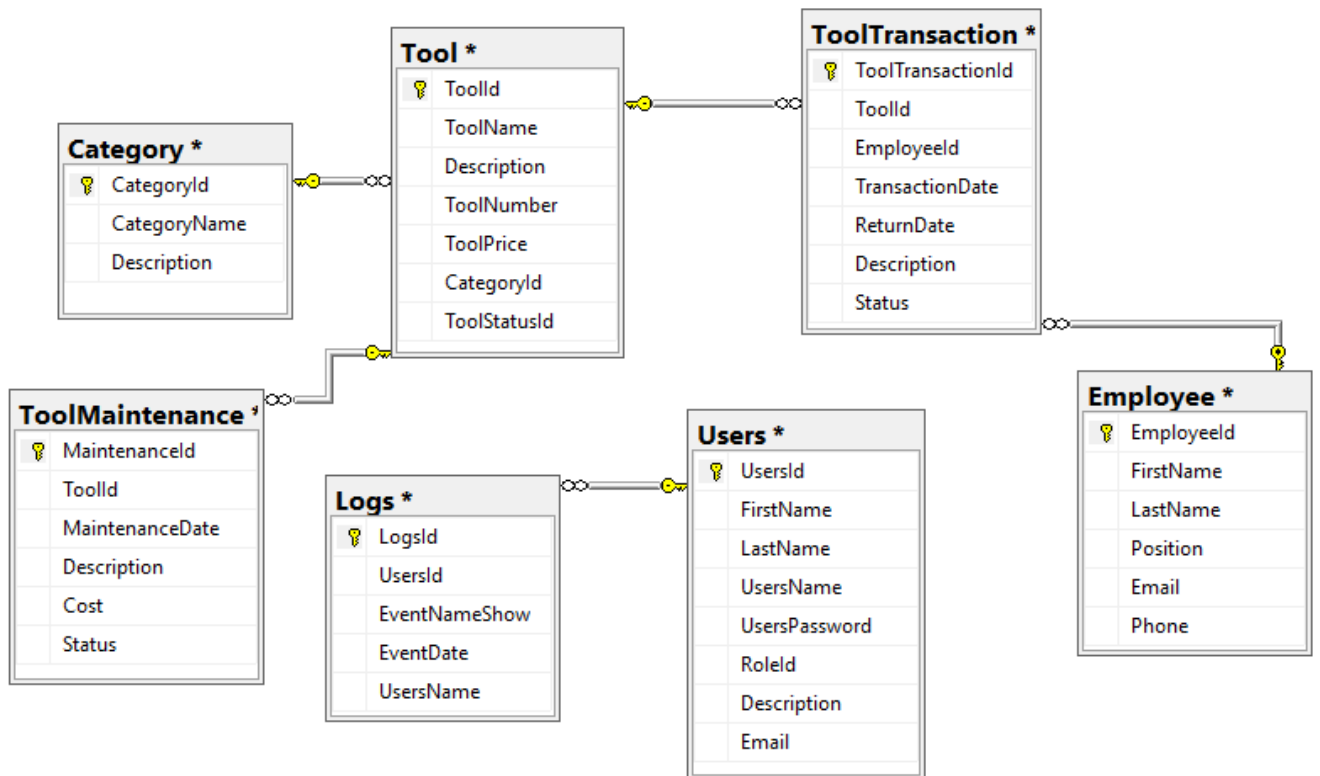 Category *
CategoryId
CategoryName
Description
Tool *
ToolId
ToolName
Description
ToolNumber
ToolPrice
CategoryId
ToolStatusId
ToolTransaction *
ToolTransactionId
ToolId
EmployeeId
TransactionDate
ReturnDate
Description
Status
ToolMaintenance *
MaintenanceId
ToolId
MaintenanceDate
Description
Cost
Status
Logs *
LogsId
UsersId
EventNameShow
EventDate
UsersName
Users *
UsersId
FirstName
LastName
UsersName
UsersPassword
RoleId
Description
Email
Employee *
EmployeeId
FirstName
LastName
Position
Email
Phone